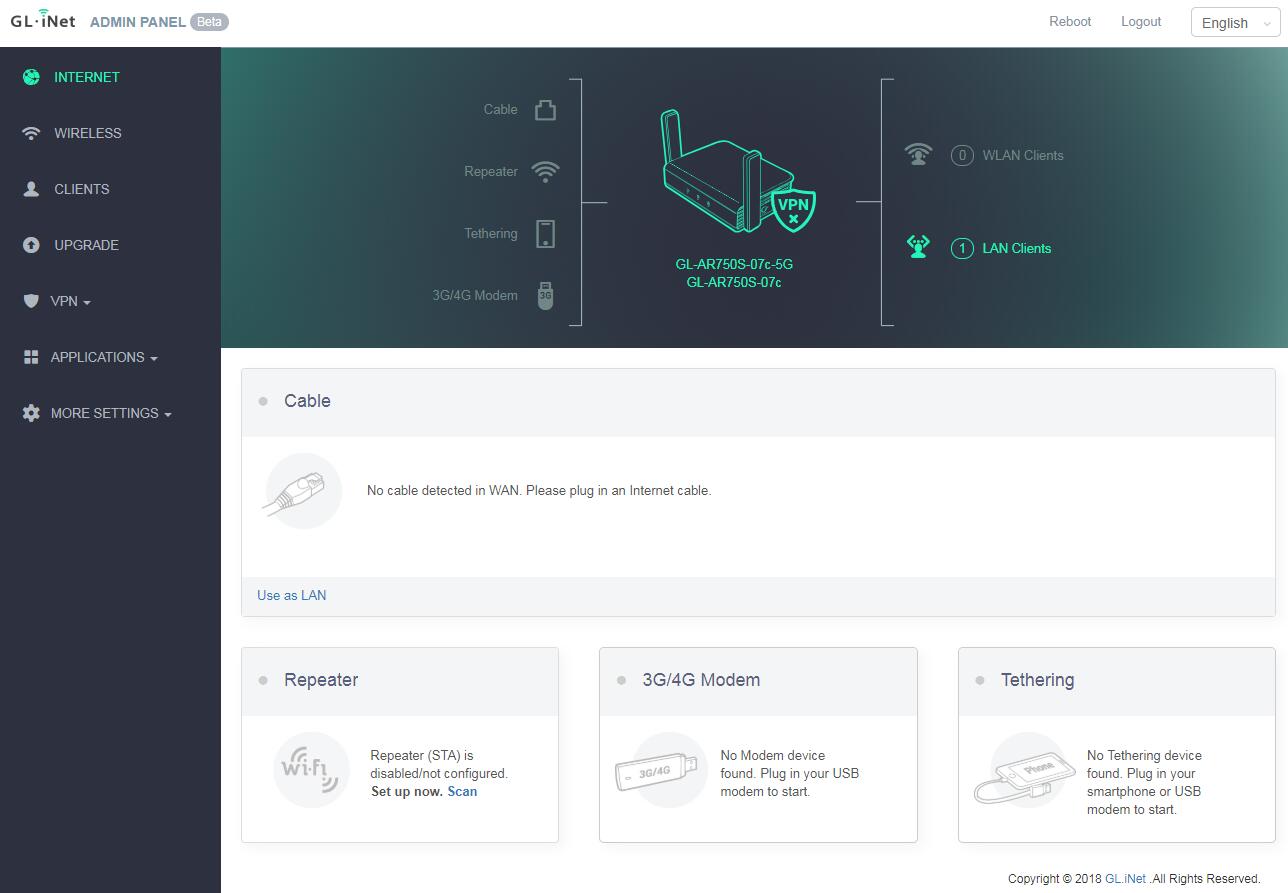 GL·iNet ADMIN PANEL Beta
Reboot Logout English
INTERNET
WIRELESS
CLIENTS
UPGRADE
VPN
APPLICATIONS
MORE SETTINGS
Cable
Repeater
Tethering
3G/4G Modem 3G
VPN
GL-AR750S-07c-5G
GL-AR750S-07c
0 WLAN Clients
1 LAN Clients
Cable
No cable detected in WAN. Please plug in an Internet cable.
Use as LAN
Repeater
Wi-Fi
Repeater (STA) is
disabled/not configured.
Set up now. Scan
3G/4G Modem
3G/4G
No Modem device
found. Plug in your USB
modem to start.
Tethering
Phone
No Tethering device
found. Plug in your
smartphone or USB
modem to start.
Copyright © 2018 GL.iNet .All Rights Reserved.